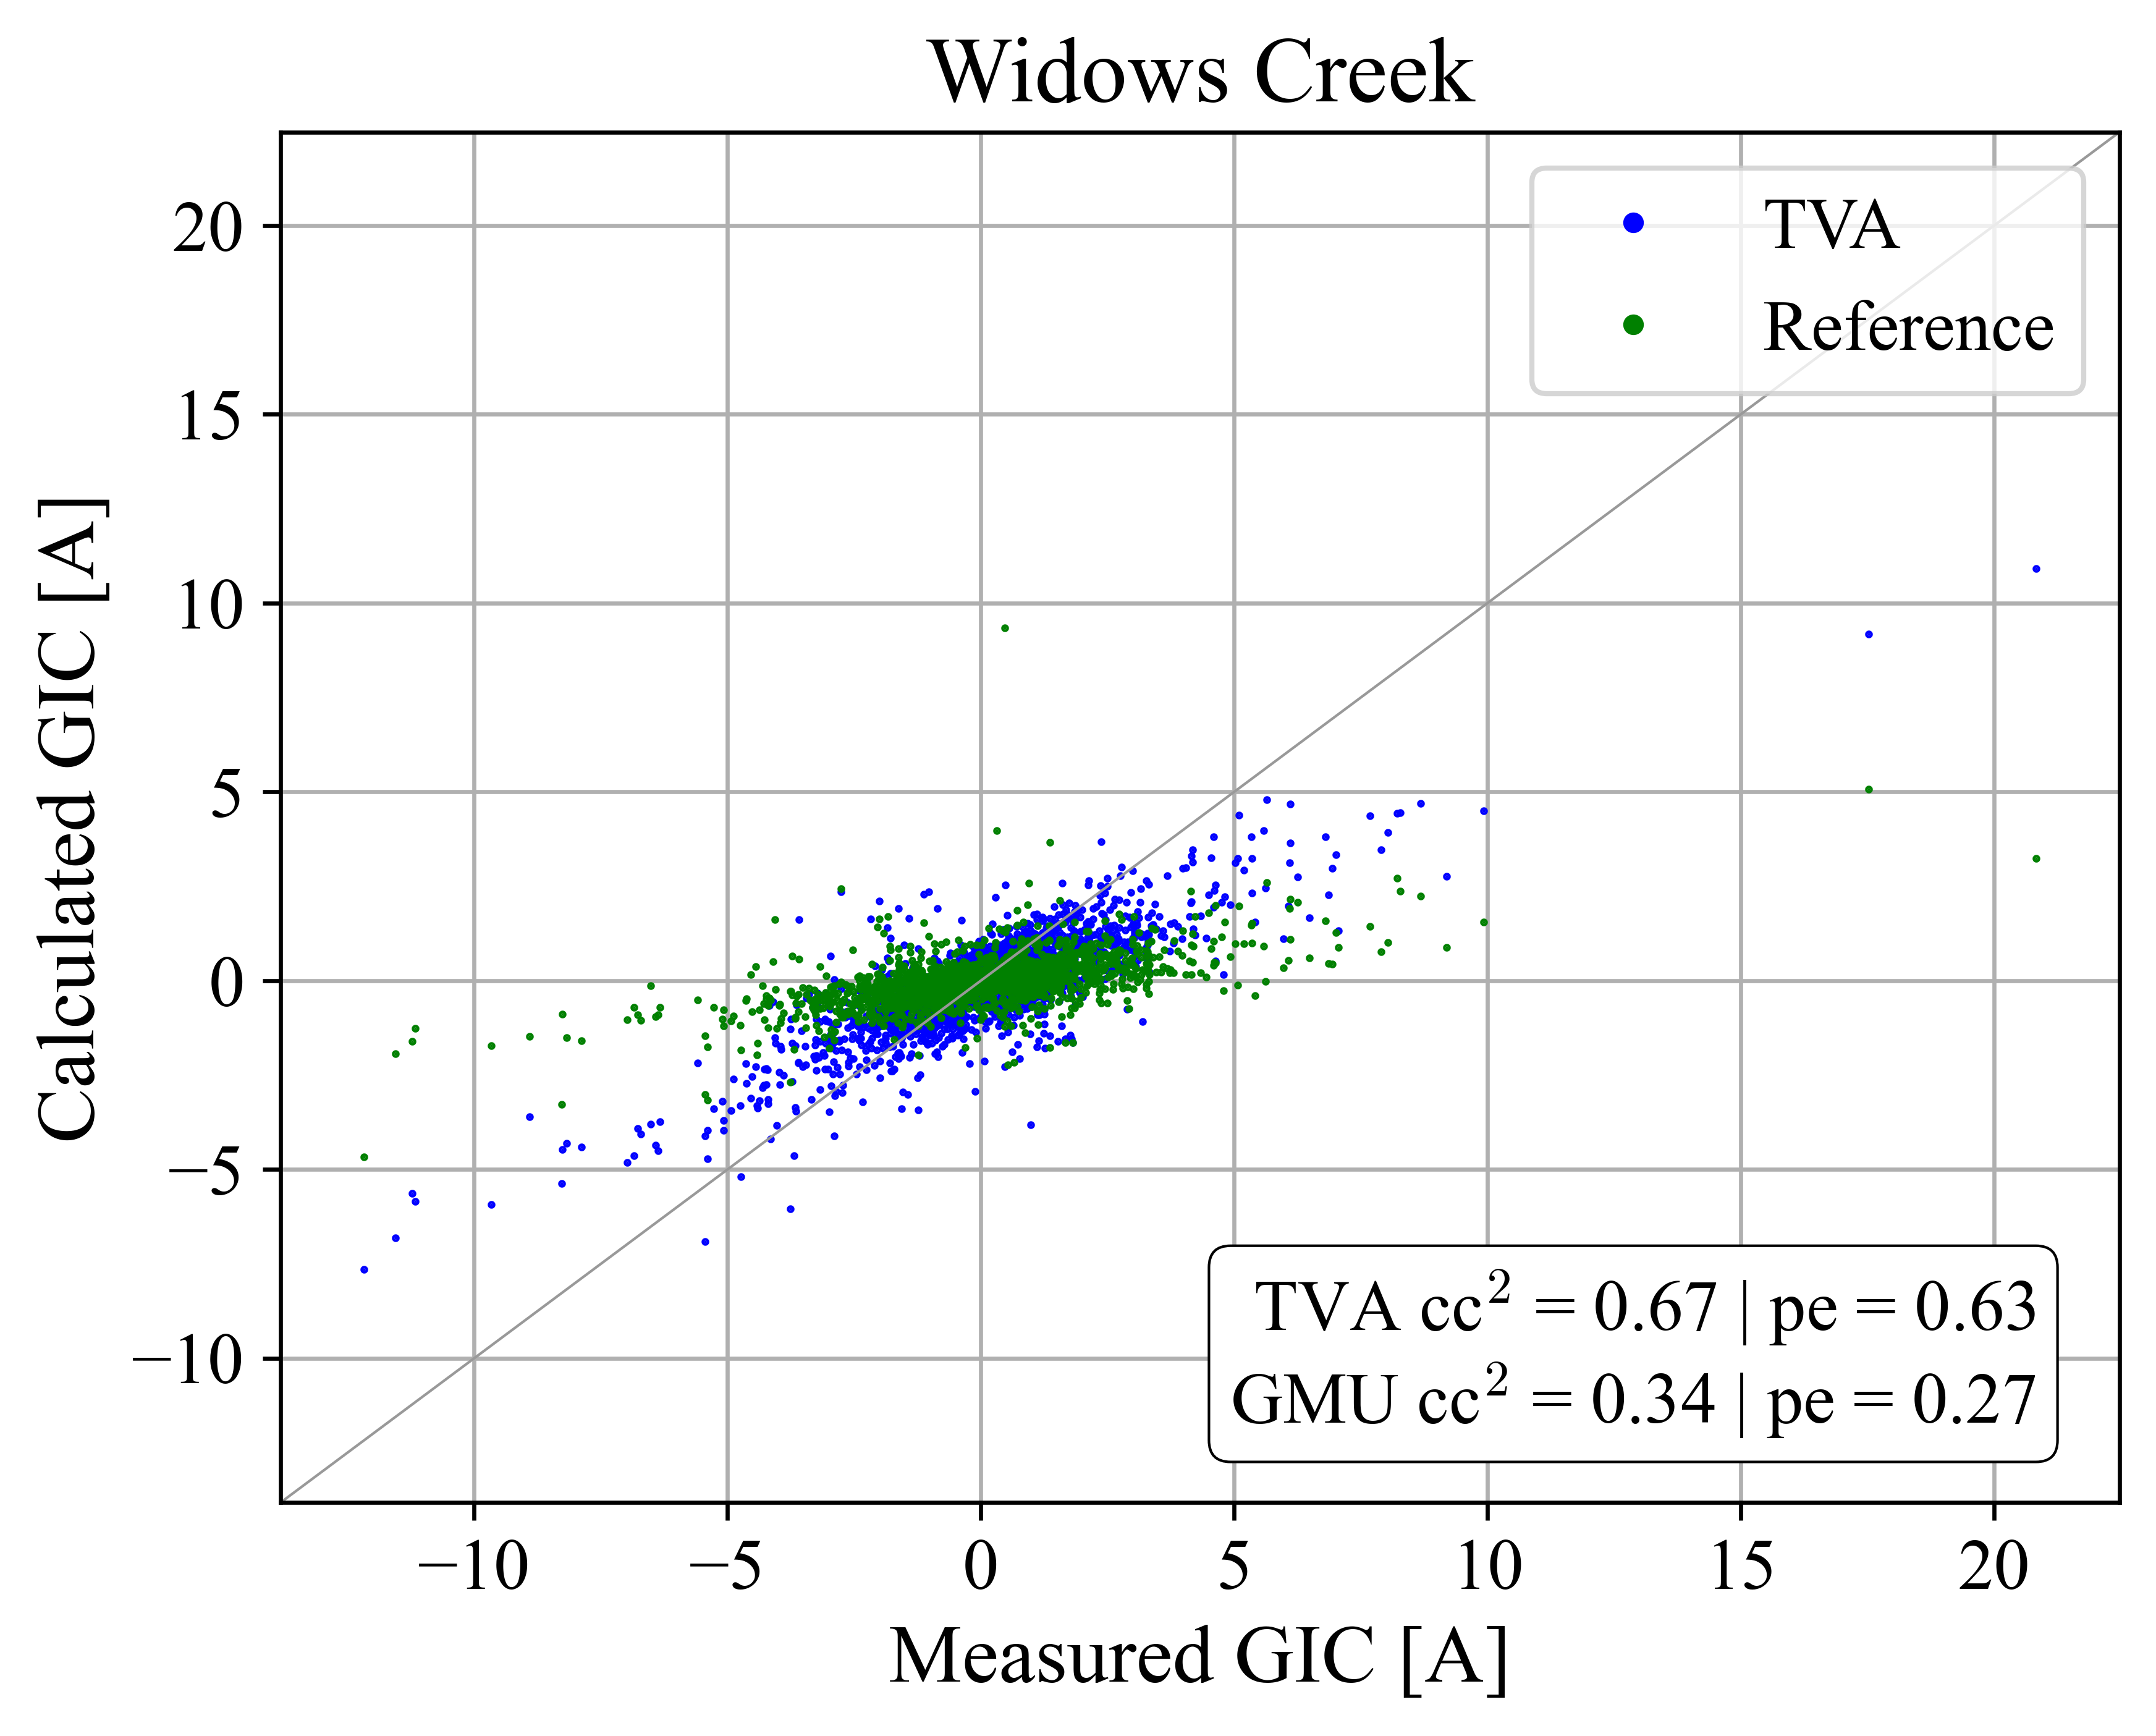 Widows Creek
TVA
Reference
Calculated GIC [A]
20
15
10
5
0
−5
−10
TVA cc² = 0.67 | pe = 0.63
GMU cc² = 0.34 | pe = 0.27
−10 −5 0 5 10 15 20
Measured GIC [A]